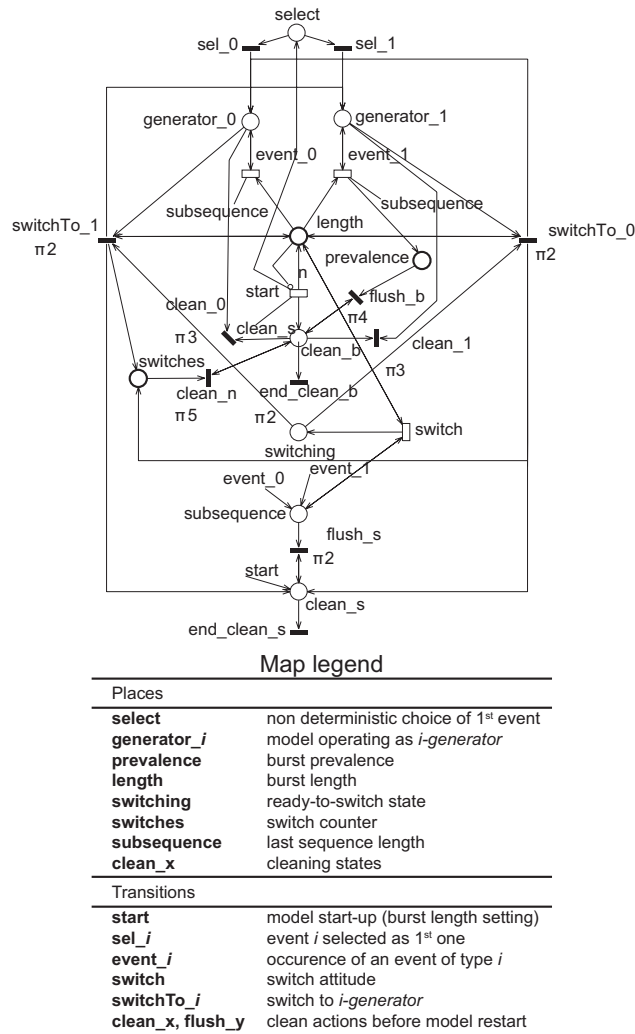 select
sel_0
sel_1
generator_0
generator_1
event_0
event_1
subsequence
subsequence
switchTo_1
π2
length
switchTo_0
π2
prevalence
n
start
flush_b
π4
clean_0
π3
clean_s
clean_b
clean_1
π3
switches
clean_n
π5
end_clean_b
π2
switching
switch
event_0
event_1
subsequence
flush_s
π2
start
clean_s
end_clean_s
Map legend
Places
select non deterministic choice of 1st event
generator_i model operating as i-generator
prevalence burst prevalence
length burst length
switching ready-to-switch state
switches switch counter
subsequence last sequence length
clean_x cleaning states
Transitions
start model start-up (burst length setting)
sel_i event i selected as 1st one
event_i occurence of an event of type i
switch switch attitude
switchTo_i switch to i-generator
clean_x, flush_y clean actions before model restart